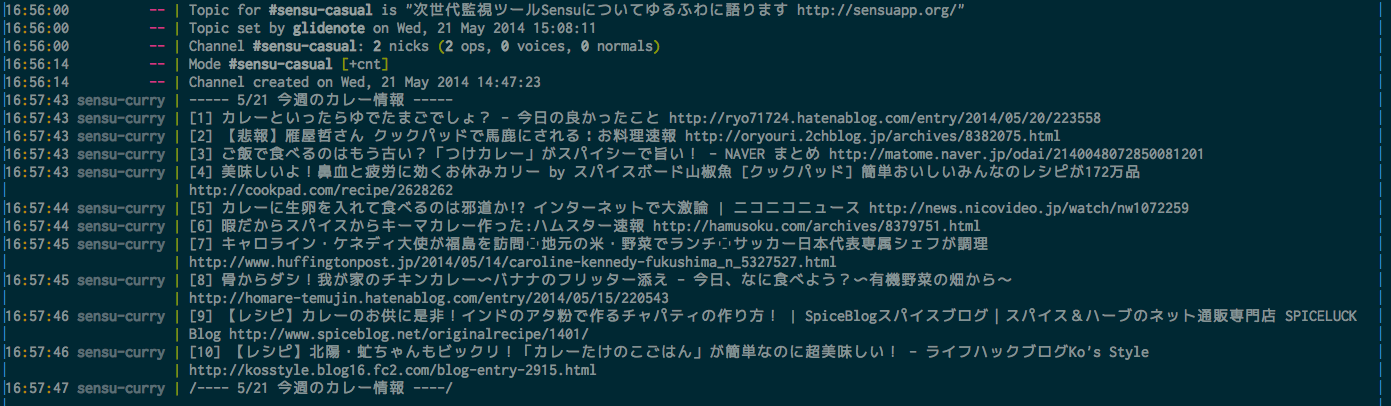 16:56:00 -- | Topic for #sensu-casual is "次世代監視ツールSensuについてゆるふわに語ります http://sensuapp.org/"
16:56:00 -- | Topic set by glidenote on Wed, 21 May 2014 15:08:11
16:56:00 -- | Channel #sensu-casual: 2 nicks (2 ops, 0 voices, 0 normals)
16:56:14 -- | Mode #sensu-casual [+cnt]
16:56:14 -- | Channel created on Wed, 21 May 2014 14:47:23
16:57:43 sensu-curry | ----- 5/21 今週のカレー情報 -----
16:57:43 sensu-curry | [1] カレーといったらゆでたまごでしょ？ - 今日の良かったこと http://ryo71724.hatenablog.com/entry/2014/05/20/223558
16:57:43 sensu-curry | [2] 【悲報】雁屋哲さん クックパッドで馬鹿にされる：お料理速報 http://oryouri.2chblog.jp/archives/8382075.html
16:57:43 sensu-curry | [3] ご飯で食べるのはもう古い？「つけカレー」がスパイシーで旨い！ - NAVER まとめ http://matome.naver.jp/odai/2140048072850081201
16:57:43 sensu-curry | [4] 美味しいよ！鼻血と疲労に効くお休みカリー by スパイスボード山椒魚 [クックパッド] 簡単おいしいみんなのレシピが172万品
| http://cookpad.com/recipe/2628262
16:57:44 sensu-curry | [5] カレーに生卵を入れて食べるのは邪道か!? インターネットで大激論 | ニコニコニュース http://news.nicovideo.jp/watch/nw1072259
16:57:44 sensu-curry | [6] 暇だからスパイスからキーマカレー作った:ハムスター速報 http://hamusoku.com/archives/8379751.html
16:57:45 sensu-curry | [7] キャロライン・ケネディ大使が福島を訪問 地元の米・野菜でランチ サッカー日本代表専属シェフが調理
| http://www.huffingtonpost.jp/2014/05/14/caroline-kennedy-fukushima_n_5327527.html
16:57:45 sensu-curry | [8] 骨からダシ！我が家のチキンカレー〜バナナのフリッター添え - 今日、なに食べよう？〜有機野菜の畑から〜
| http://homare-temujin.hatenablog.com/entry/2014/05/15/220543
16:57:46 sensu-curry | [9] 【レシピ】カレーのお供に是非！インドのアタ粉で作るチャパティの作り方！ | SpiceBlogスパイスブログ｜スパイス＆ハーブのネット通販専門店 SPICELUCK
| Blog http://www.spiceblog.net/originalrecipe/1401/
16:57:46 sensu-curry | [10] 【レシピ】北陽・虻ちゃんもビックリ！「カレーたけのこごはん」が簡単なのに超美味しい！ - ライフハックブログKo's Style
| http://kosstyle.blog16.fc2.com/blog-entry-2915.html
16:57:47 sensu-curry | /---- 5/21 今週のカレー情報 ----/